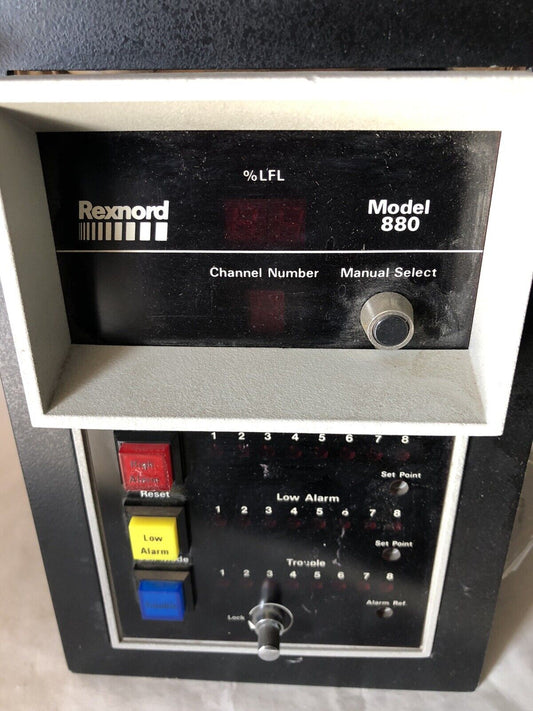 %LFL
Rexnord
Model
880
Channel Number Manual Select
1 2 3 4 5 6 7 8
Alarm
Set Point
Reset
Low Alarm
1 2 3 4 5 6 7 8
Low
Alarm
Set Point
Trouble
1 2 3 4 5 6 7 8
Lock
Alarm Ref.